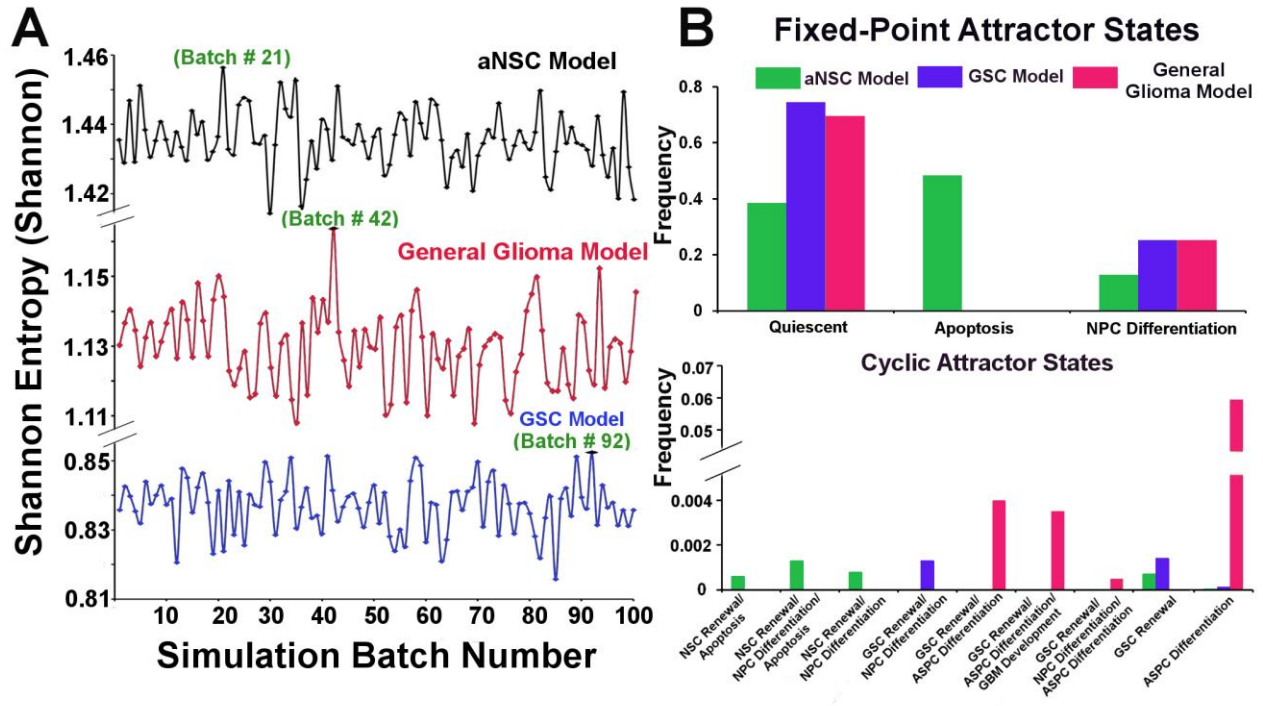 A
Shannon Entropy (Shannon)
1.46
1.44
1.42
1.15
1.13
1.11
0.85
0.83
0.81
(Batch # 21)
aNSC Model
(Batch # 42)
General Glioma Model
GSC Model
(Batch # 92)
10 20 30 40 50 60 70 80 90 100
Simulation Batch Number
B
Fixed-Point Attractor States
aNSC Model
GSC Model
General
Glioma Model
Frequency
0.8
0.6
0.4
0.2
0
Quiescent
Apoptosis
NPC Differentiation
Cyclic Attractor States
Frequency
0.07
0.06
0.05
0.004
0.002
0
NSC Renewal/
Apoptosis
NSC Renewal/
NPC Differentiation/
Apoptosis
NSC Renewal/
NPC Differentiation
GSC Renewal/
NPC Differentiation
GSC Renewal/
ASPC Differentiation
GSC Renewal/
ASPC Differentiation/
GBM Development
GSC Renewal/
NPC Differentiation/
ASPC Differentiation
GSC Renewal
ASPC Differentiation